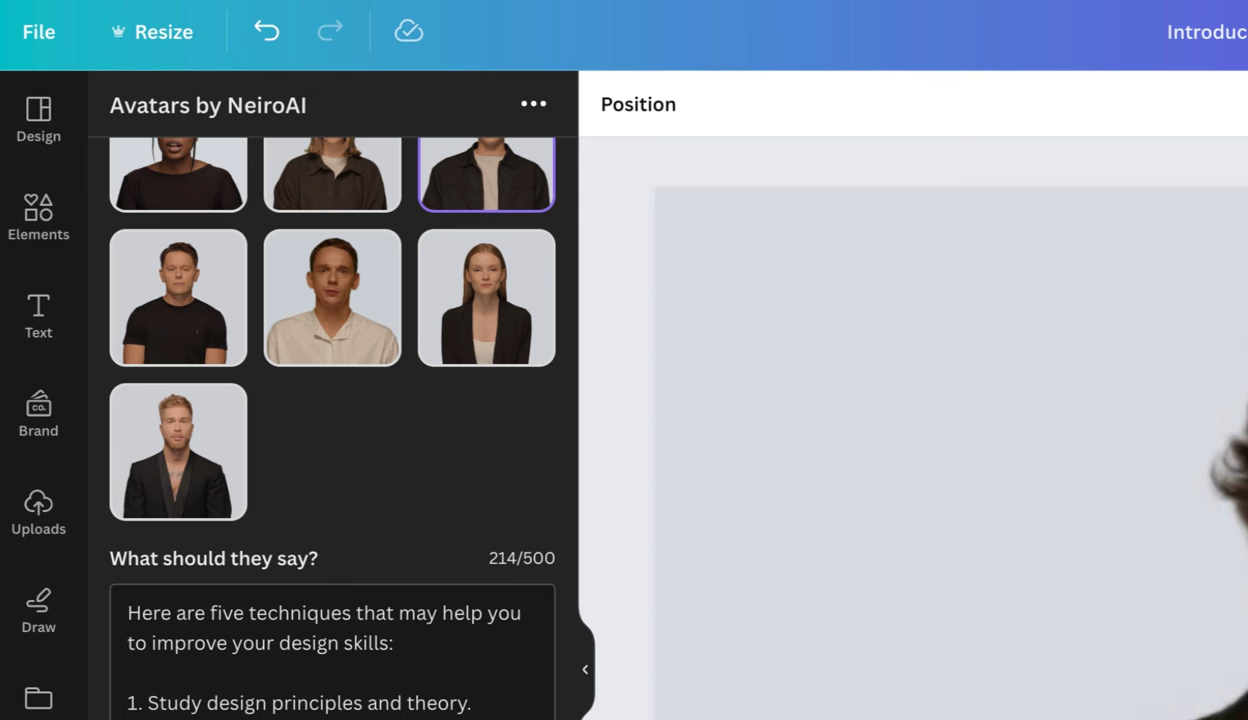 File
Resize
Introduc
Design
Elements
Text
Brand
CO.
Uploads
Draw
Avatars by NeiroAI
Position
What should they say?
214/500
Here are five techniques that may help you
to improve your design skills:
1. Study design principles and theory.